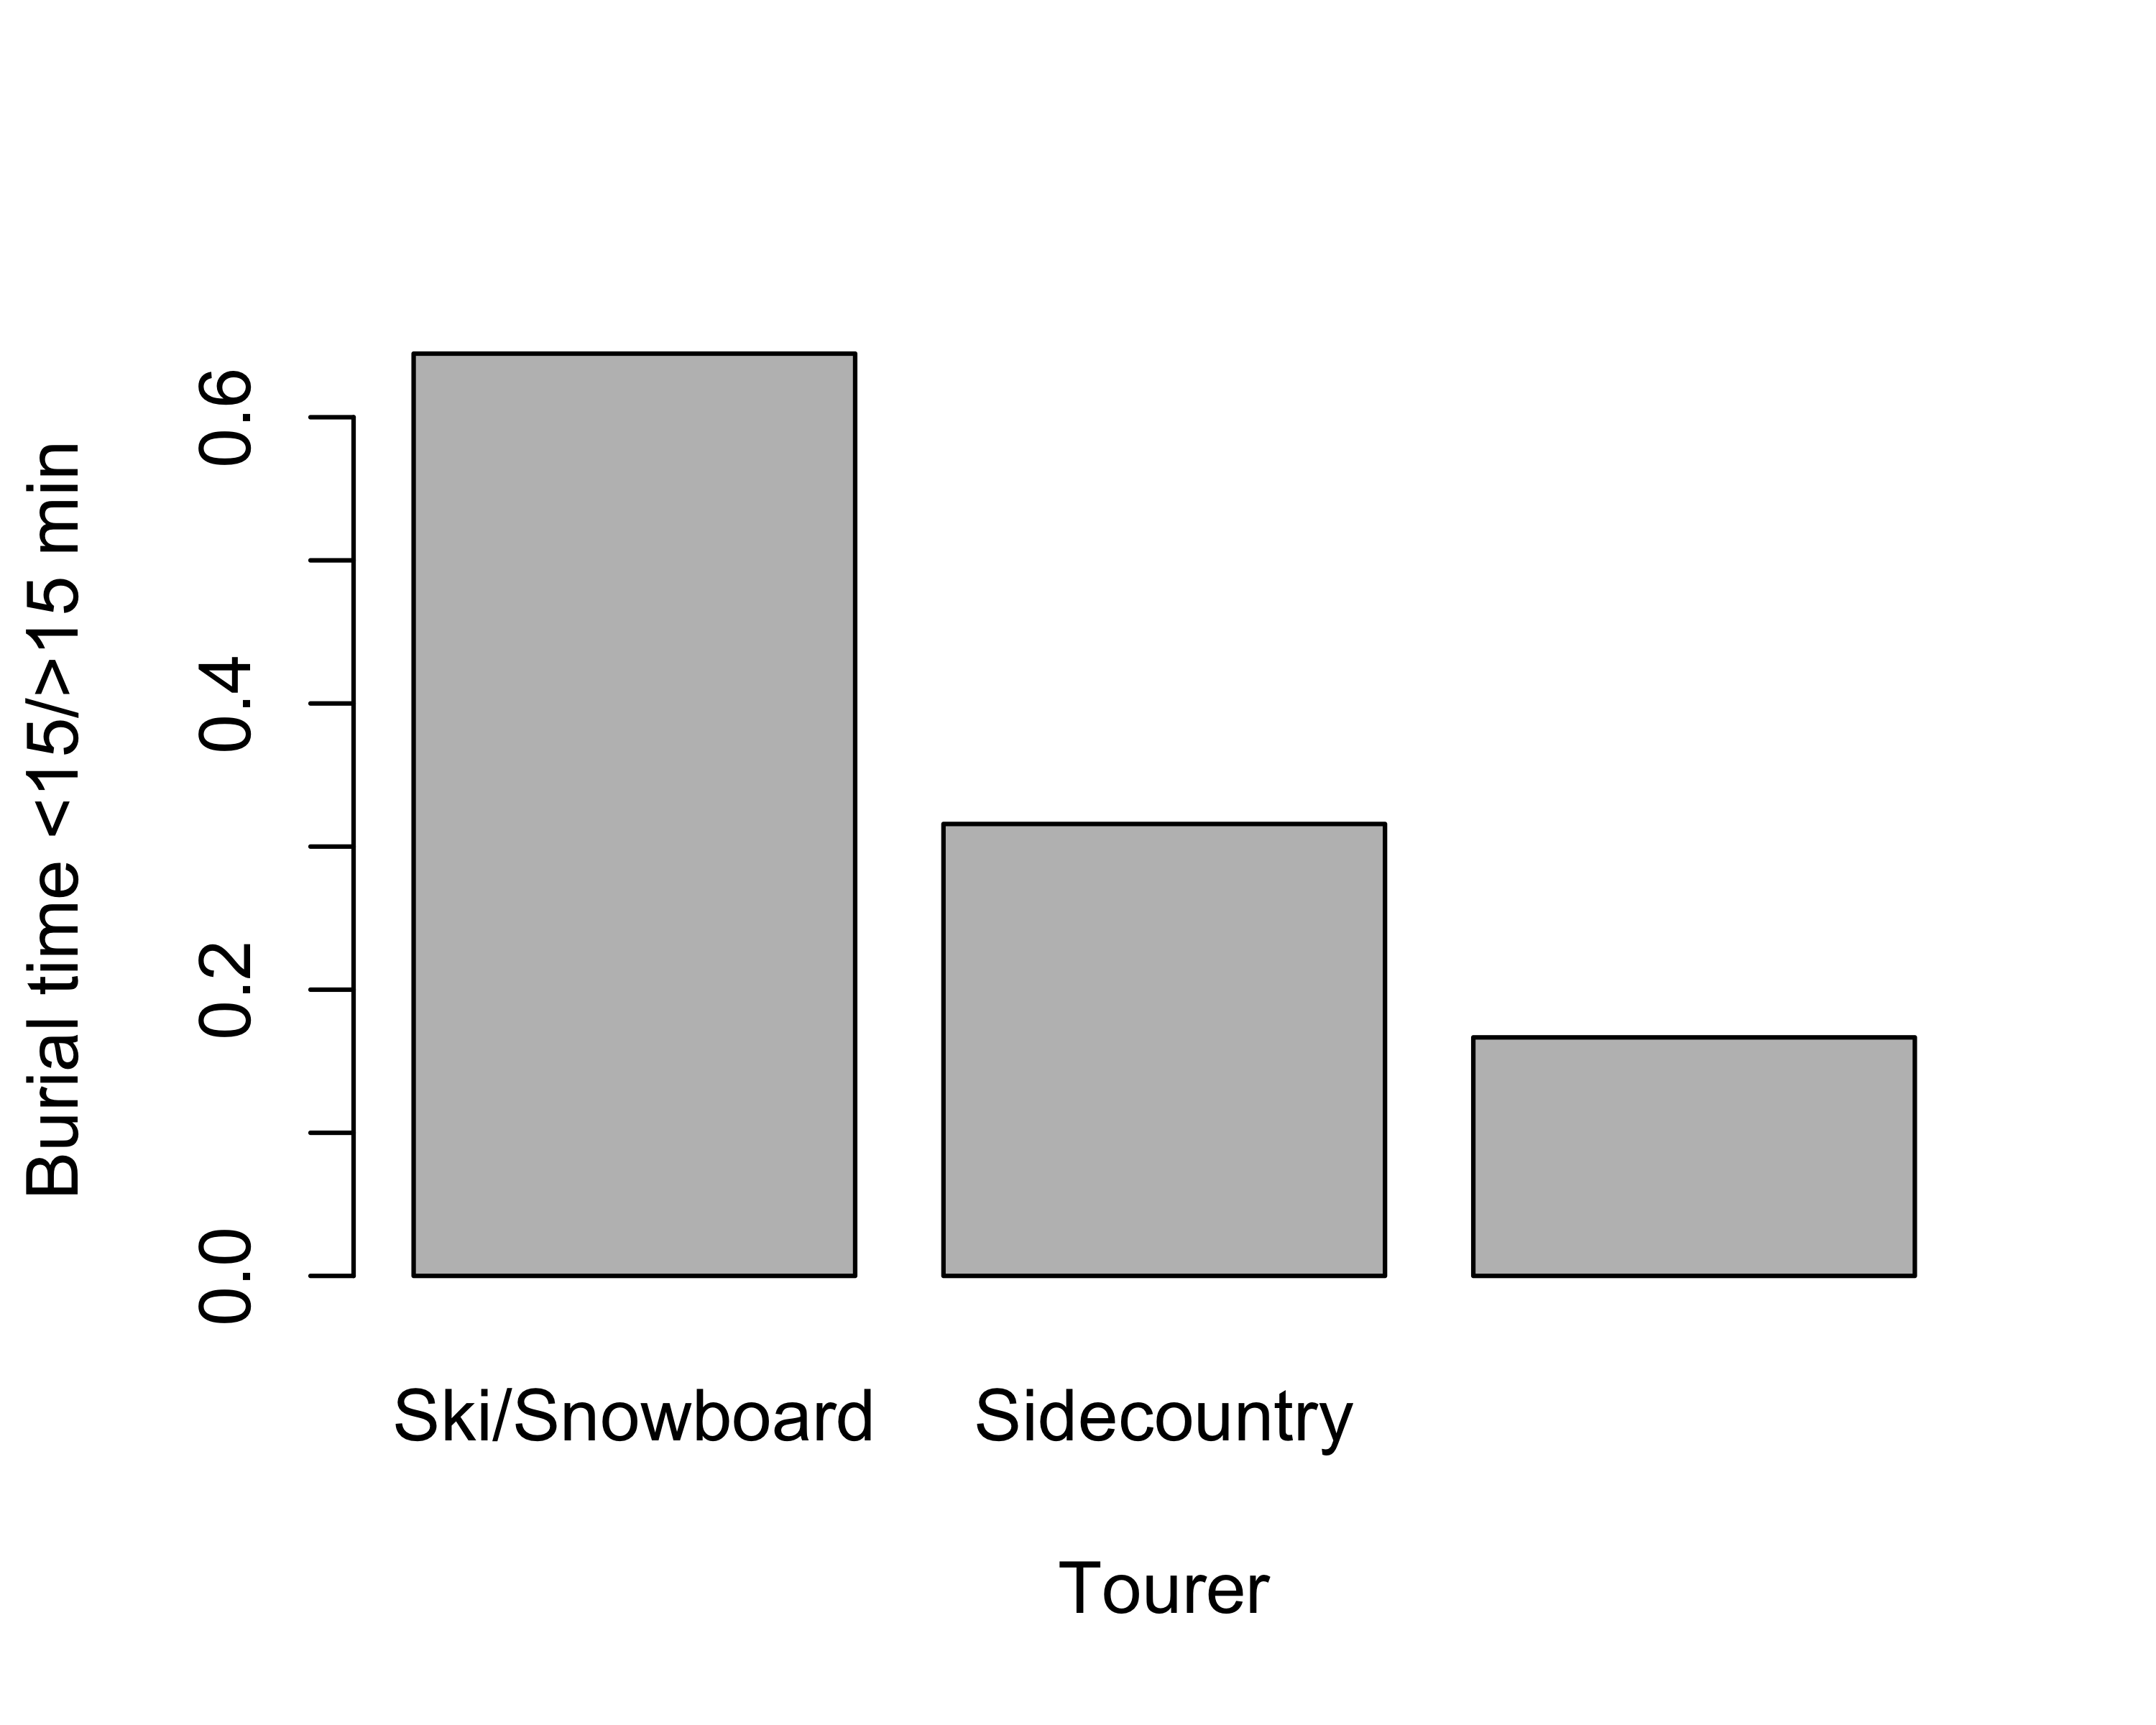 Burial time <15/>15 min
0.6
0.4
0.2
0.0
Ski/Snowboard Sidecountry
Tourer